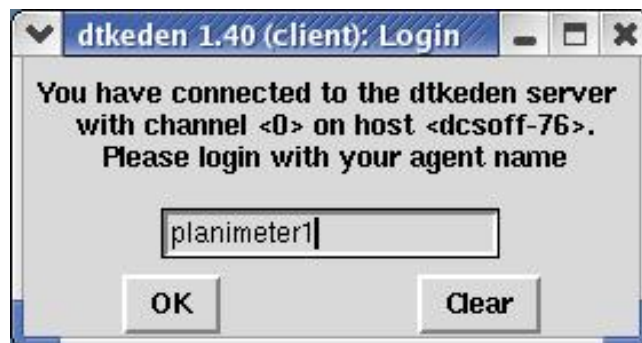 dtkeden 1.40 (client): Login
You have connected to the dtkeden server
with channel <0> on host <dcsoff-76>.
Please login with your agent name
planimeter1
OK Clear